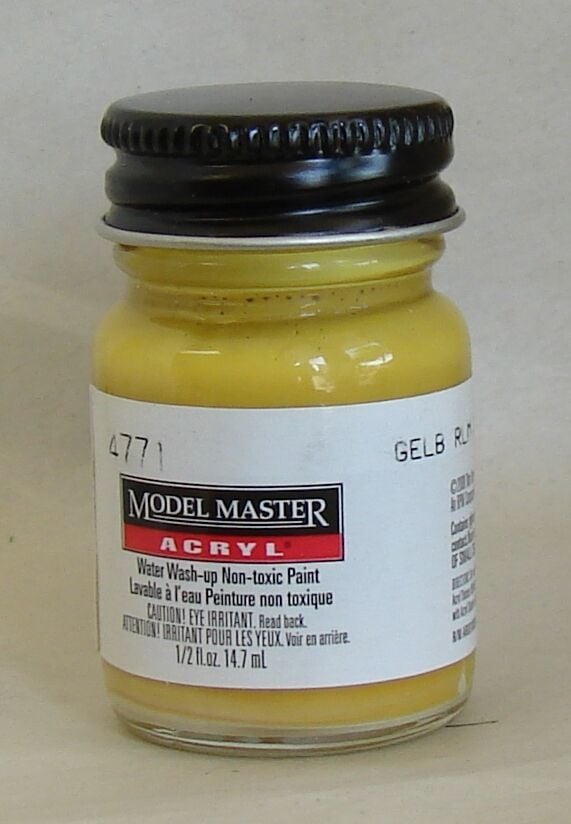 4771
GELB RLM
MODEL MASTER
ACRYL
Water Wash-up Non-toxic Paint
Lavable à l'eau Peinture non toxique
CAUTION! EYE IRRITANT. Read back.
ATTENTION! IRRITANT POUR LES YEUX. Voir en arrière.
1/2 fl.oz. 14.7 mL